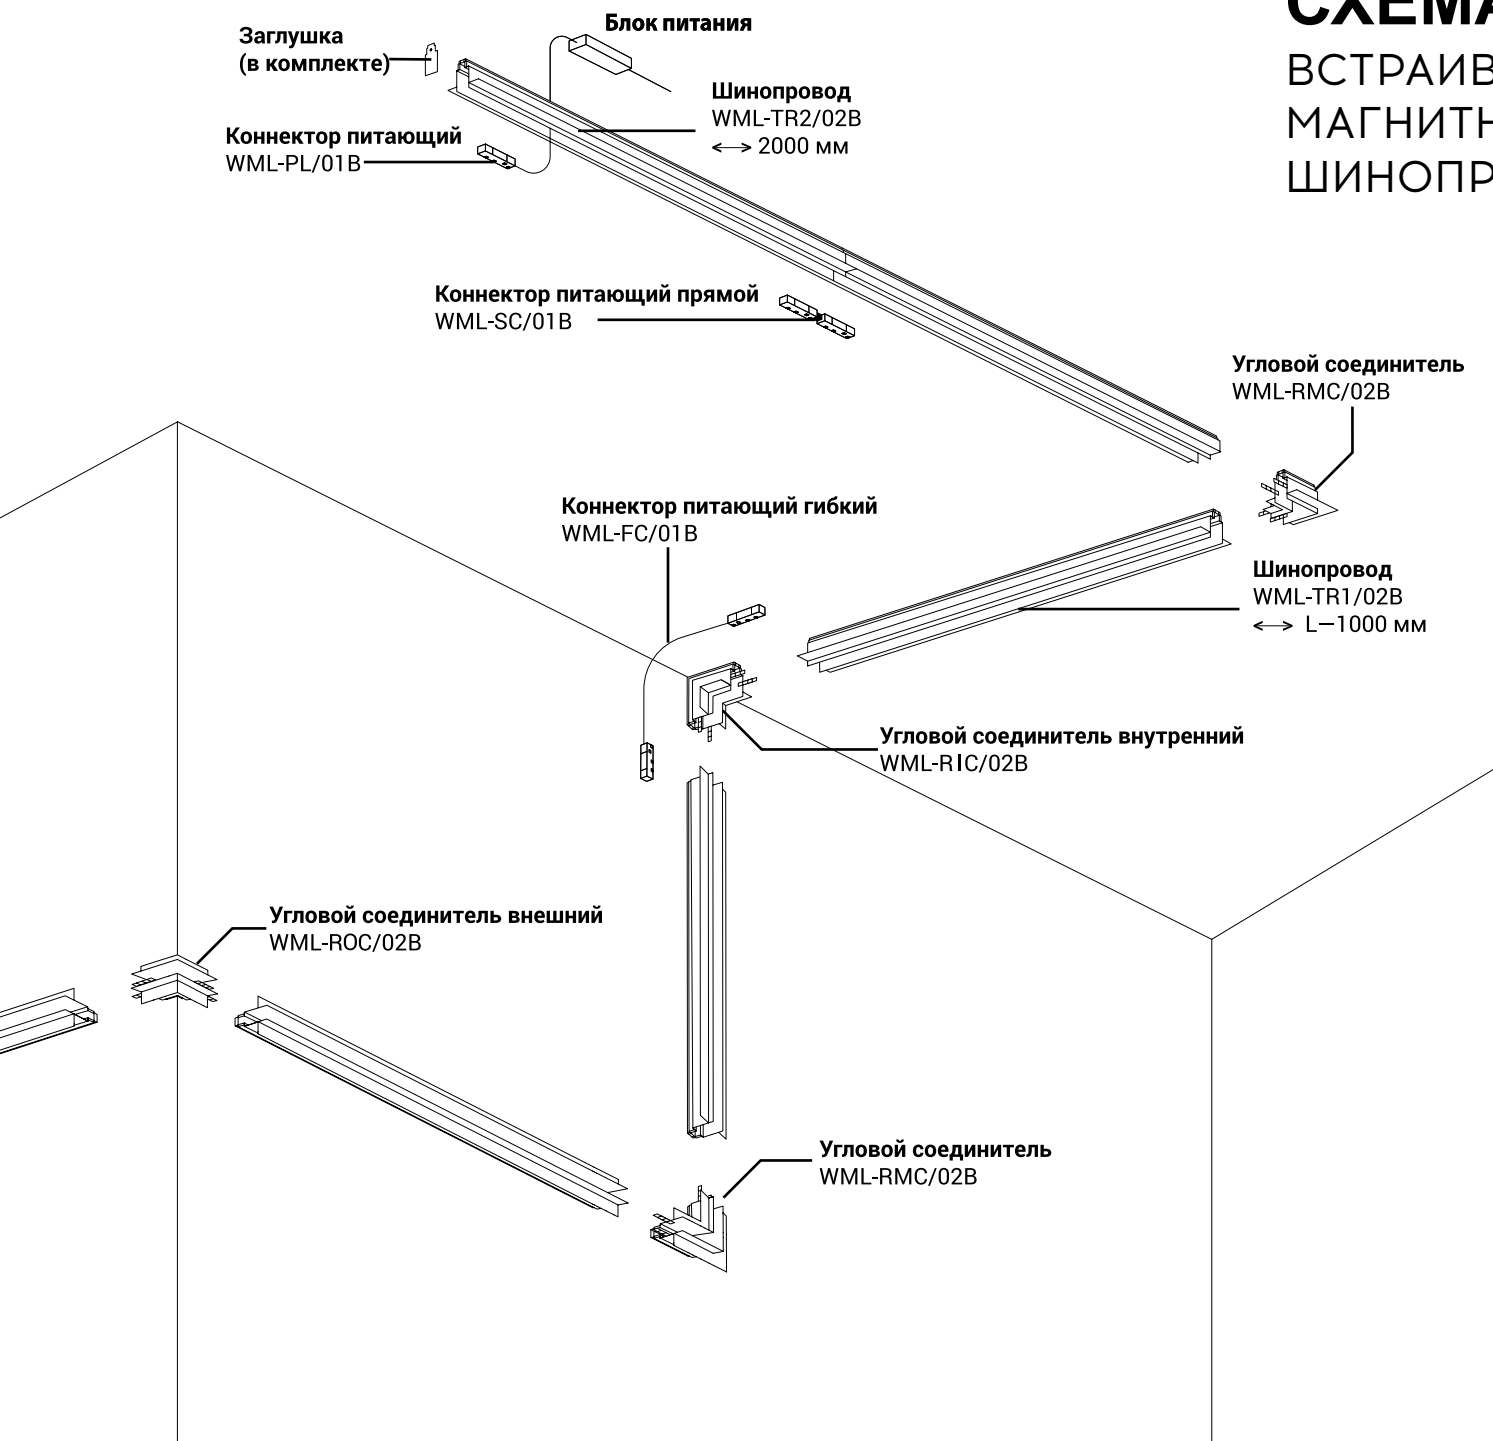 СХЕМА
ВСТРАИВ
МАГНИТН
ШИНОПР
Блок питания
Заглушка
(в комплекте)
Шинопровод
WML-TR2/02B
2000 мм
Коннектор питающий
WML-PL/01B
Коннектор питающий прямой
WML-SC/01B
Угловой соединитель
WML-RMC/02B
Коннектор питающий гибкий
WML-FC/01B
Шинопровод
WML-TR1/02B
L—1000 мм
Угловой соединитель внутренний
WML-RIC/02B
Угловой соединитель внешний
WML-ROC/02B
Угловой соединитель
WML-RMC/02B